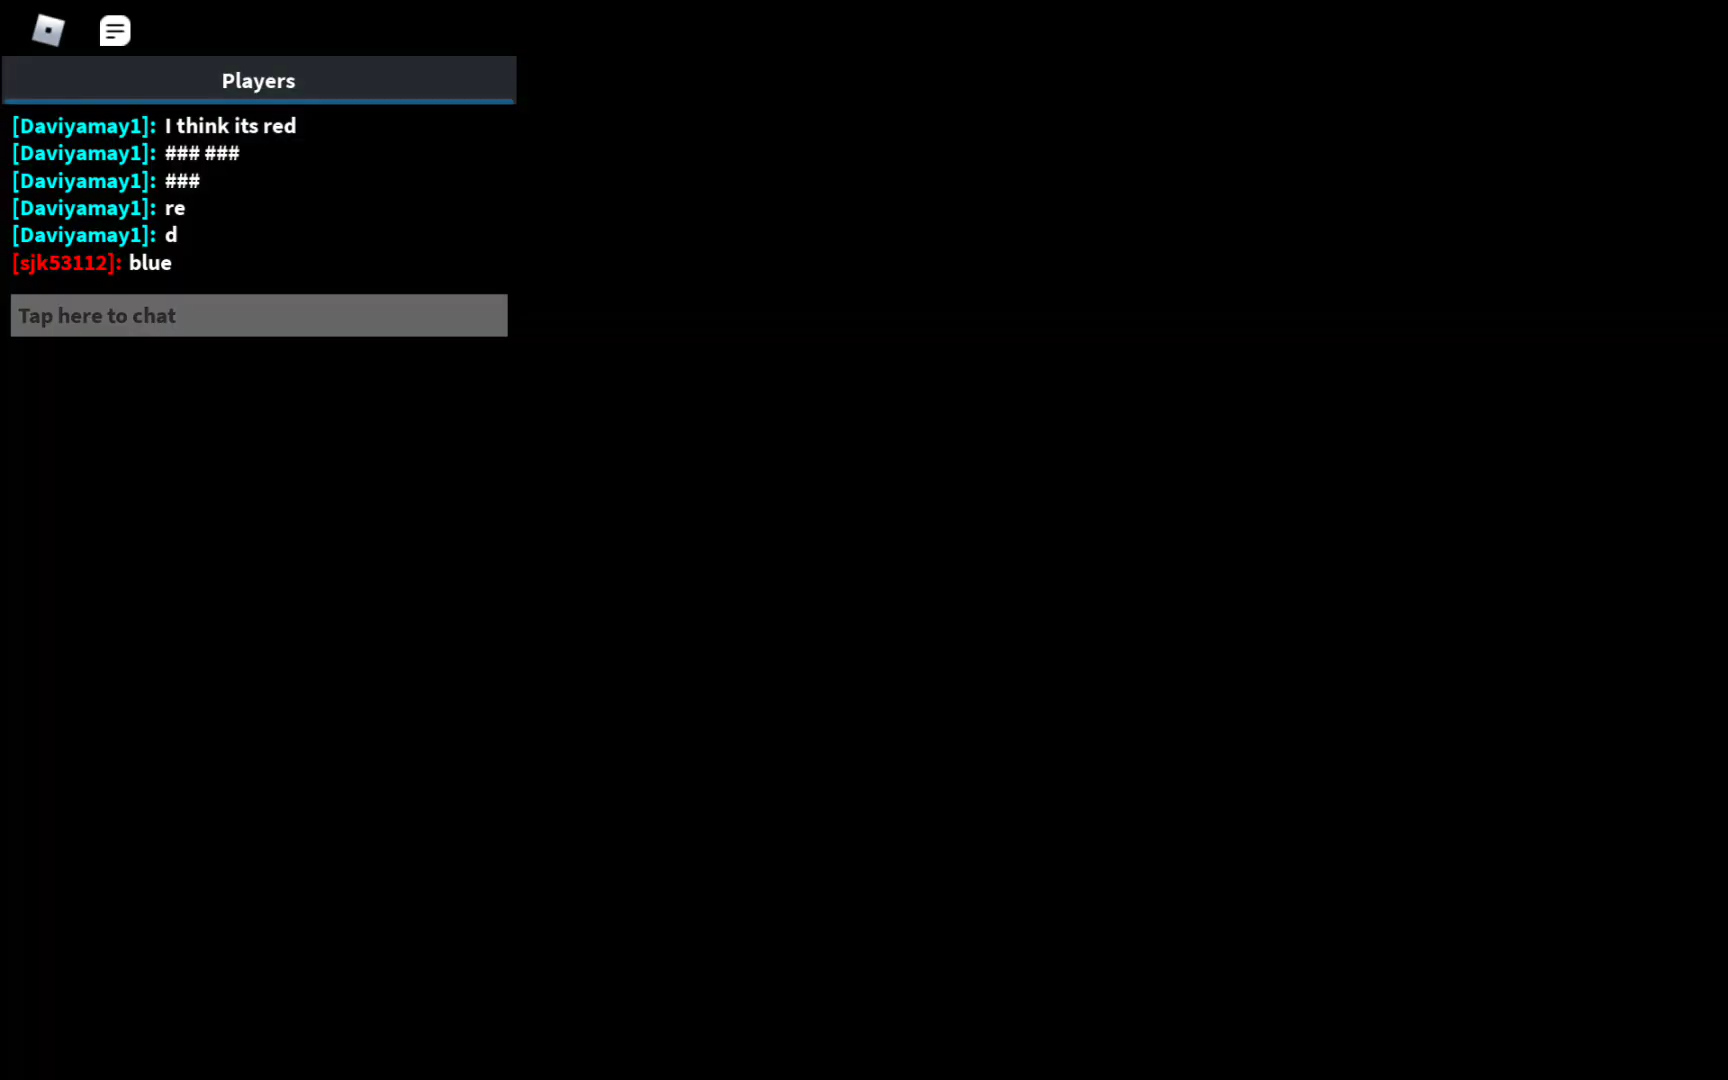 Players
[Daviyamay1]: I think its red
[Daviyamay1]: ### ###
[Daviyamay1]: ###
[Daviyamay1]: re
[Daviyamay1]: d
[sjk53112]: blue
Tap here to chat